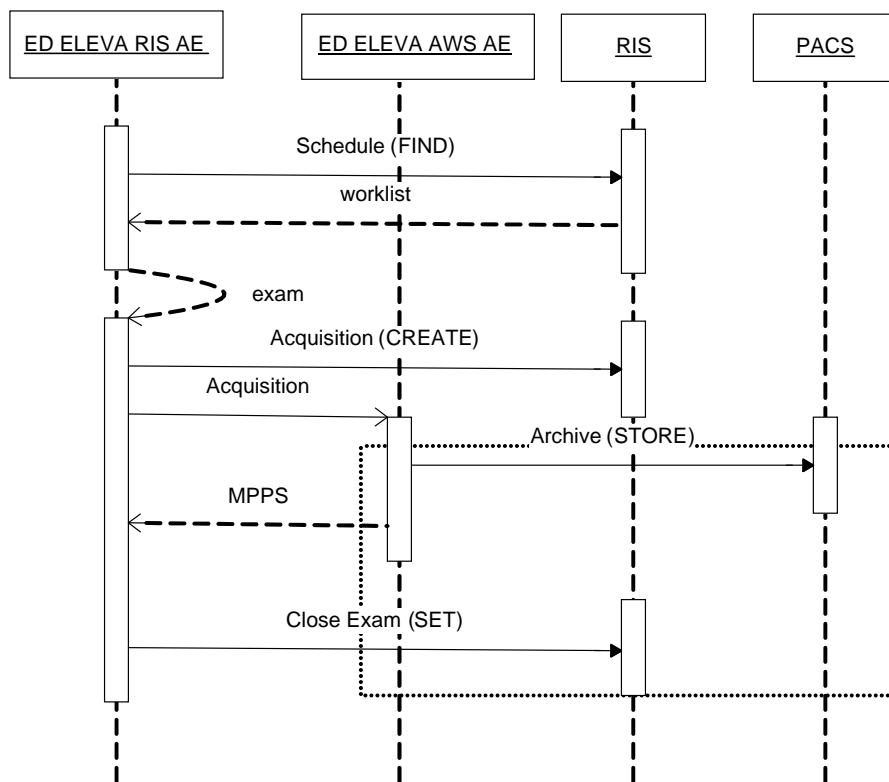 ED ELEVA RIS AE
ED ELEVA AWS AE
RIS
PACS
Schedule (FIND)
worklist
exam
Acquisition (CREATE)
Acquisition
Archive (STORE)
MPPS
Close Exam (SET)